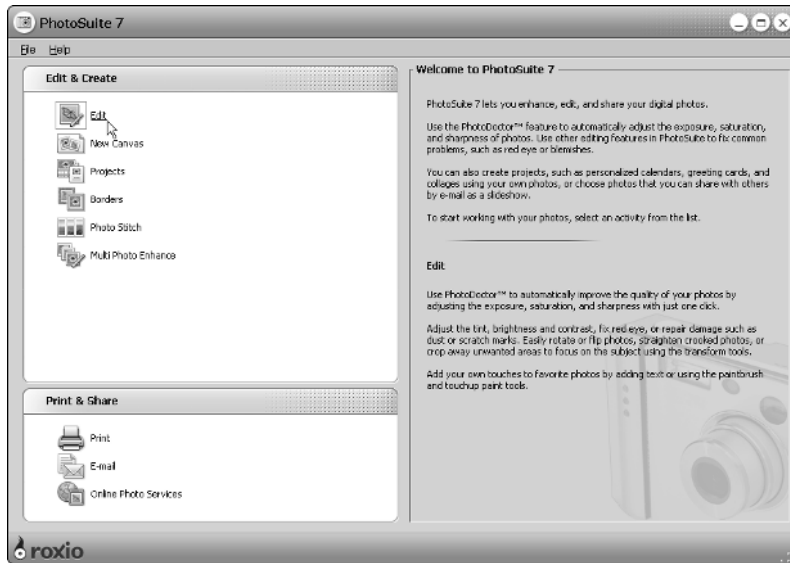 PhotoSuite 7
File Help
Edit & Create
Edit
New Canvas
Projects
Borders
Photo Stitch
Multi Photo Enhance
Print & Share
Print
E-mail
Online Photo Services
Welcome to PhotoSuite 7
PhotoSuite 7 lets you enhance, edit, and share your digital photos.
Use the PhotoDoctor™ feature to automatically adjust the exposure, saturation,
and sharpness of photos. Use other editing features in PhotoSuite to fix common
problems, such as red eye or blemishes.
You can also create projects, such as personalized calendars, greeting cards, and
collages using your own photos, or choose photos that you can share with others
by e-mail as a slideshow.
To start working with your photos, select an activity from the list.
Edit
Use PhotoDoctor™ to automatically improve the quality of your photos by
adjusting the exposure, saturation, and sharpness with just one click.
Adjust the tint, brightness and contrast, fix red eye, or repair damage such as
dust or scratch marks. Easily rotate or flip photos, straighten crooked photos, or
crop away unwanted areas to focus on the subject using the transform tools.
Add your own touches to favorite photos by adding text or using the paintbrush
and touchup paint tools.
roxio